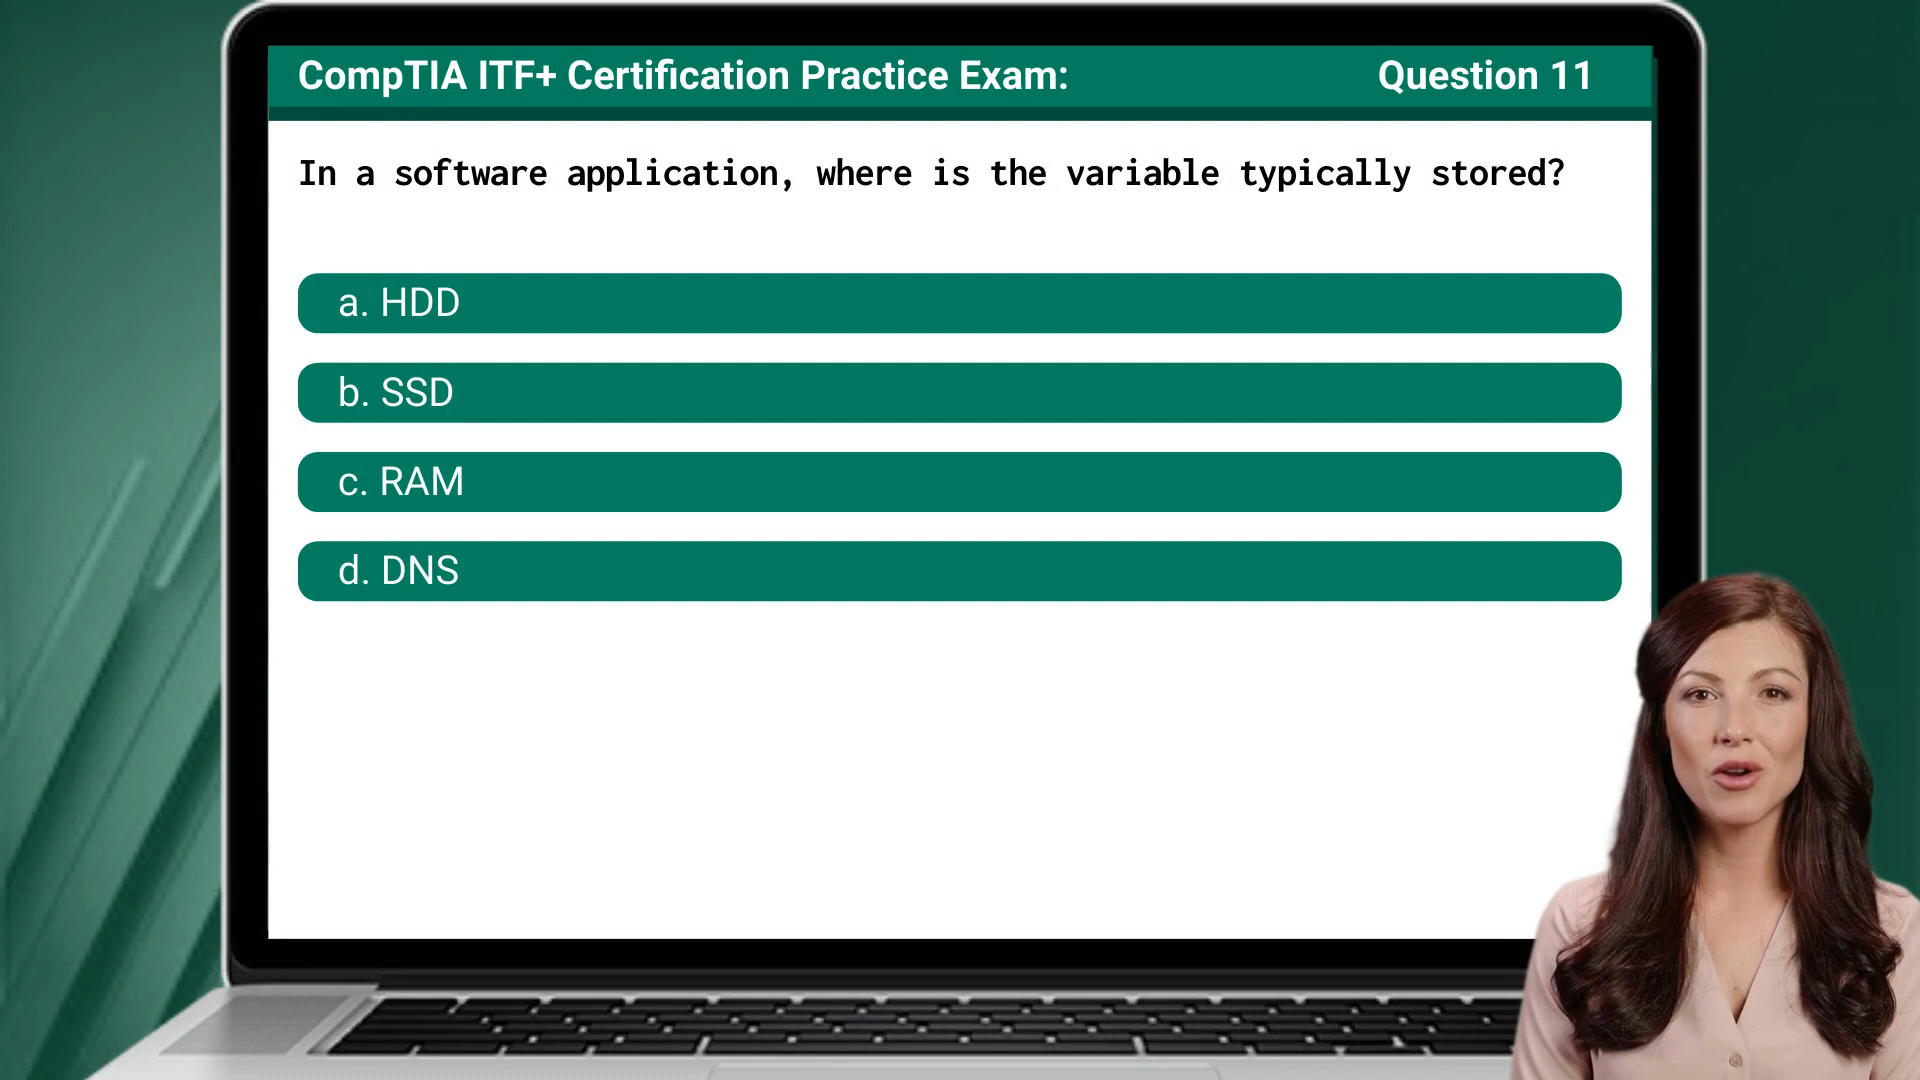 CompTIA ITF+ Certification Practice Exam:
Question 11
In a software application, where is the variable typically stored?
a. HDD
b. SSD
c. RAM
d. DNS